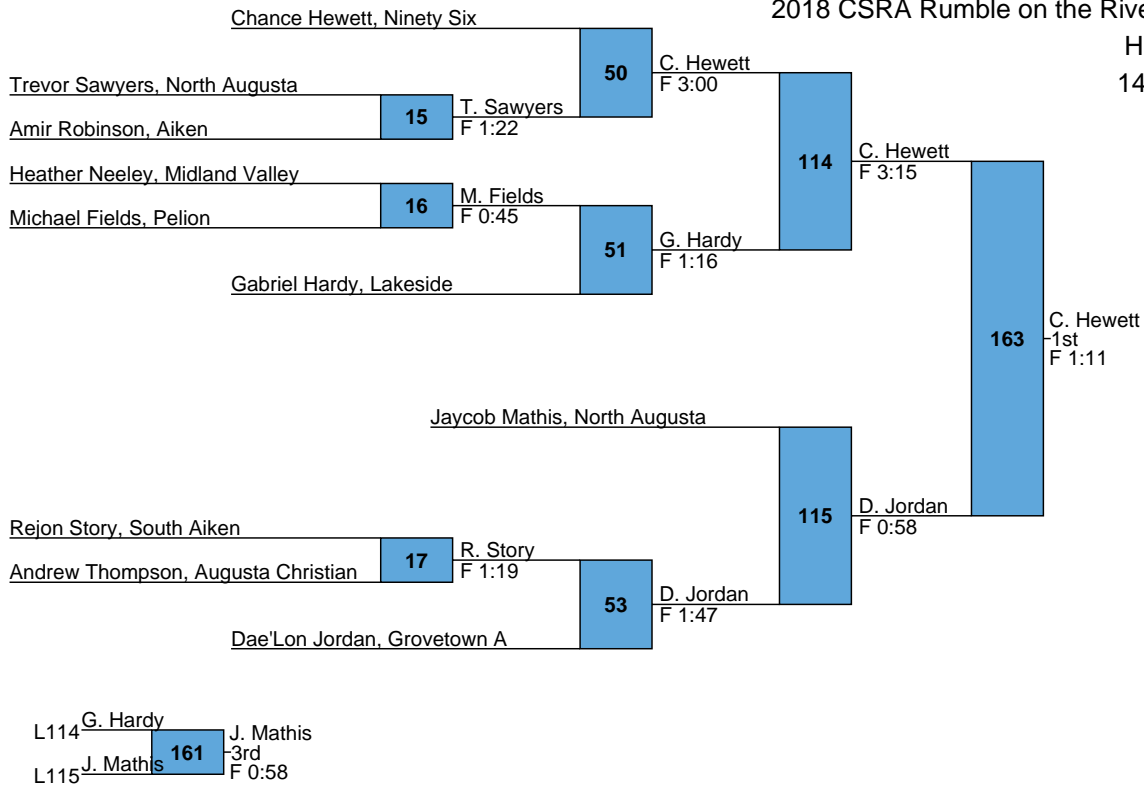 2018 CSRA Rumble on the Rive
H
14
Chance Hewett, Ninety Six
50
C. Hewett
F 3:00
Trevor Sawyers, North Augusta
15
T. Sawyers
F 1:22
Amir Robinson, Aiken
114
C. Hewett
F 3:15
Heather Neeley, Midland Valley
16
M. Fields
F 0:45
Michael Fields, Pelion
51
G. Hardy
F 1:16
Gabriel Hardy, Lakeside
163
C. Hewett
1st
F 1:11
Jaycob Mathis, North Augusta
115
D. Jordan
F 0:58
Rejon Story, South Aiken
17
R. Story
F 1:19
Andrew Thompson, Augusta Christian
53
D. Jordan
F 1:47
Dae'Lon Jordan, Grovetown A
L114 G. Hardy
161
J. Mathis
3rd
F 0:58
L115 J. Mathis